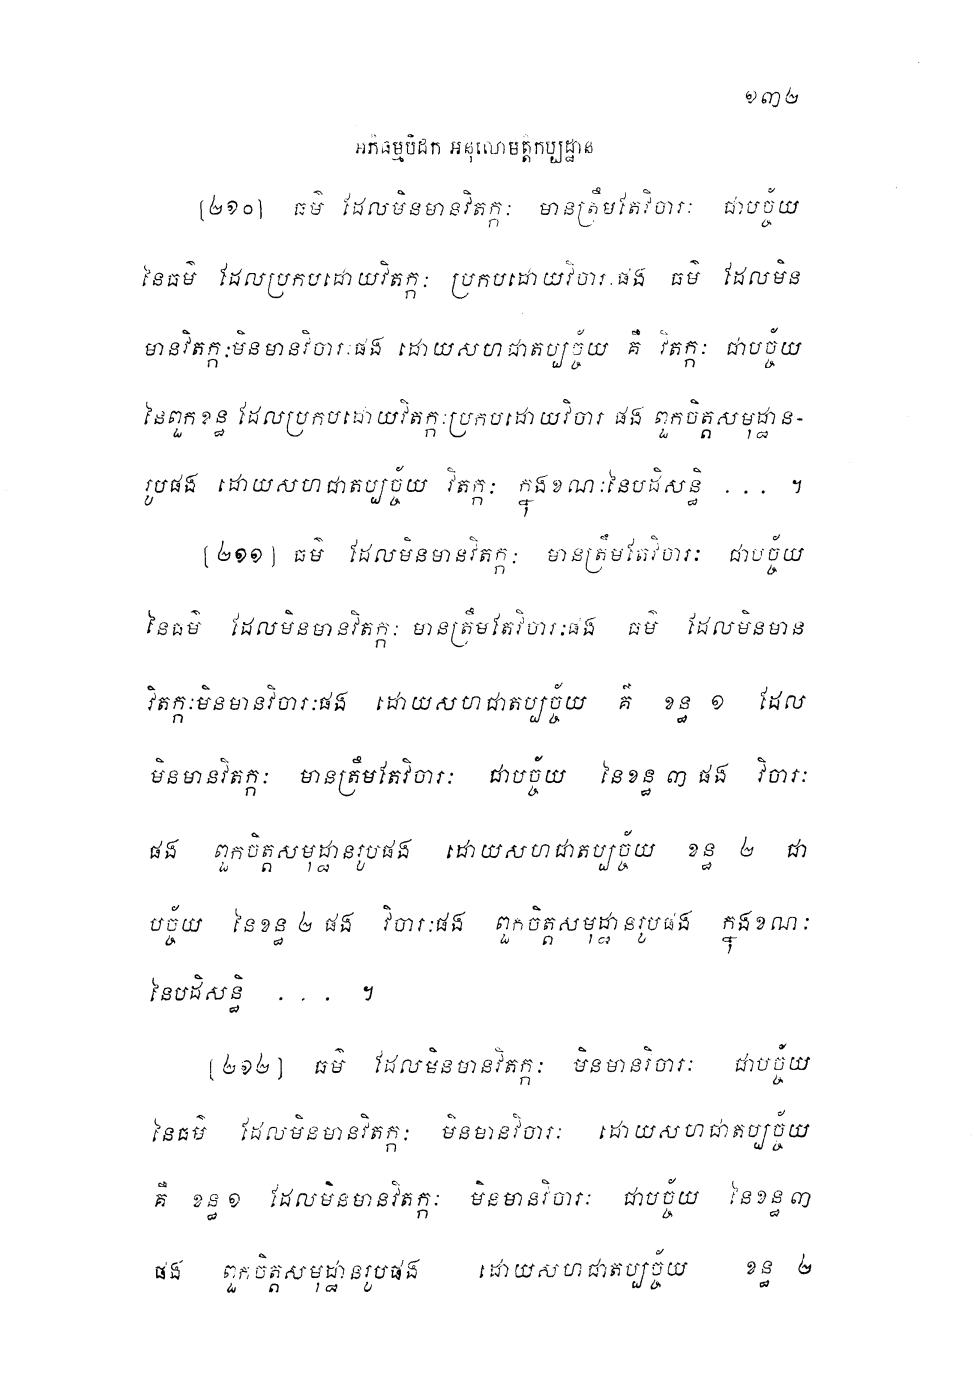 ១៣២
អភិធម្មបិដក អនុលោមត្តិកប្បដ្ឋាន
[២១០] ធម៌ ដែលមិនមានវិតក្កៈ មានត្រឹមតែវិចារៈ ជាបច្ច័យ
នៃធម៌ ដែលប្រកបដោយវិតក្កៈ ប្រកបដោយវិចារៈផង ធម៌ ដែលមិន
មានវិតក្កៈមិនមានវិចារៈផង ដោយសហជាតប្បច្ច័យ គឺ វិតក្កៈ ជាបច្ច័យ
នៃពួកខន្ធ ដែលប្រកបដោយវិតក្កៈប្រកបដោយវិចារ ផង ពួកចិត្តសមុដ្ឋាន-
រូបផង ដោយសហជាតប្បច្ច័យ វិតក្កៈ ក្នុងខណៈនៃបដិសន្ធិ ... ។
[២១១] ធម៌ ដែលមិនមានវិតក្កៈ មានត្រឹមតែវិចារៈ ជាបច្ច័យ
នៃធម៌ ដែលមិនមានវិតក្កៈ មានត្រឹមតែវិចារៈផង ធម៌ ដែលមិនមាន
វិតក្កៈមិនមានវិចារៈផង ដោយសហជាតប្បច្ច័យ គឺ ខន្ធ ១ ដែល
មិនមានវិតក្កៈ មានត្រឹមតែវិចារៈ ជាបច្ច័យ នៃខន្ធ ៣ ផង វិចារៈ
ផង ពួកចិត្តសមុដ្ឋានរូបផង ដោយសហជាតប្បច្ច័យ ខន្ធ ២ ជា
បច្ច័យ នៃខន្ធ ២ ផង វិចារៈផង ពួកចិត្តសមុដ្ឋានរូបផង ក្នុងខណៈ
នៃបដិសន្ធិ ... ។
[២១២] ធម៌ ដែលមិនមានវិតក្កៈ មិនមានវិចារៈ ជាបច្ច័យ
នៃធម៌ ដែលមិនមានវិតក្កៈ មិនមានវិចារៈ ដោយសហជាតប្បច្ច័យ
គឺ ខន្ធ ១ ដែលមិនមានវិតក្កៈ មិនមានវិចារៈ ជាបច្ច័យ នៃខន្ធ ៣
ផង ពួកចិត្តសមុដ្ឋានរូបផង ដោយសហជាតប្បច្ច័យ ខន្ធ ២